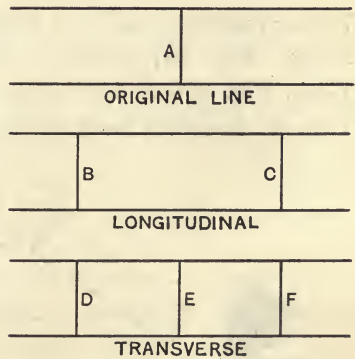 A
ORIGINAL LINE
B C
LONGITUDINAL
D E F
TRANSVERSE